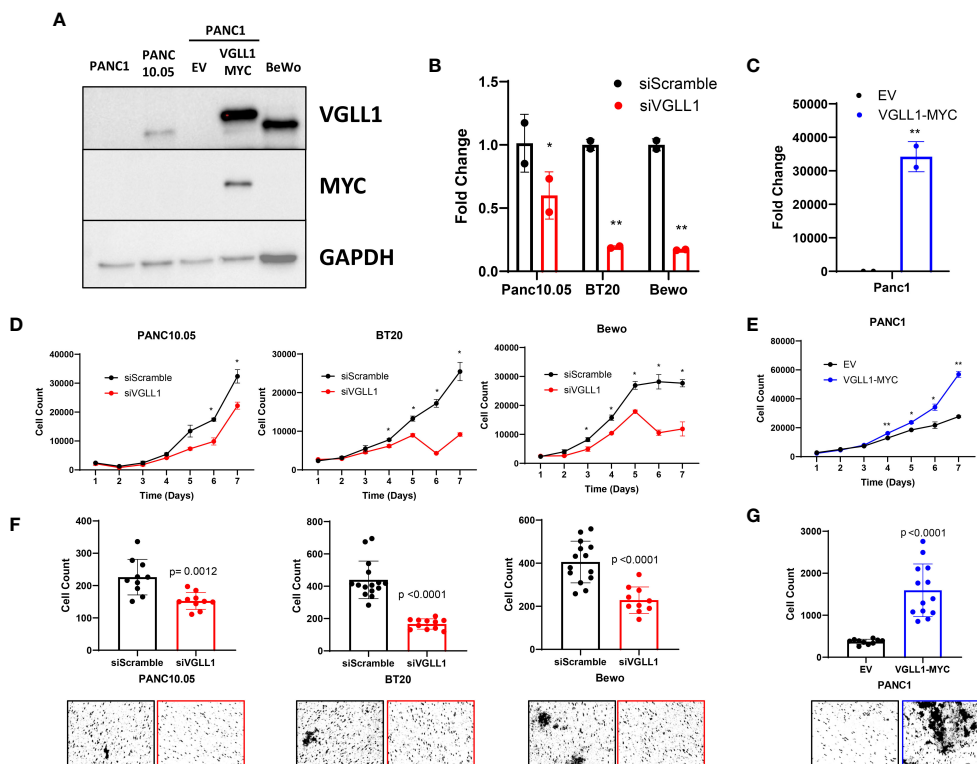 A
PANC1
PANC1
PANC 10.05
EV
VGLL1 MYC
BeWo
VGLL1
MYC
GAPDH
B
siScramble
siVGLL1
Fold Change
1.5
1.0
0.5
0.0
*
**
**
Panc10.05 BT20 Bewo
C
EV
VGLL1-MYC
Fold Change
50000
40000
30000
20000
10000
0
**
Panc1
D
PANC10.05
siScramble
siVGLL1
Cell Count
40000
30000
20000
10000
0
* *
1 2 3 4 5 6 7
Time (Days)
BT20
siScramble
siVGLL1
Cell Count
30000
20000
10000
0
* * * *
1 2 3 4 5 6 7
Time (Days)
Bewo
siScramble
siVGLL1
Cell Count
40000
30000
20000
10000
0
* * * * *
1 2 3 4 5 6 7
Time (Days)
E
PANC1
EV
VGLL1-MYC
Cell Count
80000
60000
40000
20000
0
** * * **
1 2 3 4 5 6 7
Time (Days)
F
Cell Count
400
300
200
100
0
p= 0.0012
siScramble siVGLL1
PANC10.05
Cell Count
800
600
400
200
0
p <0.0001
siScramble siVGLL1
BT20
Cell Count
600
400
200
0
p <0.0001
siScramble siVGLL1
Bewo
G
Cell Count
3000
2000
1000
0
p <0.0001
EV VGLL1-MYC
PANC1